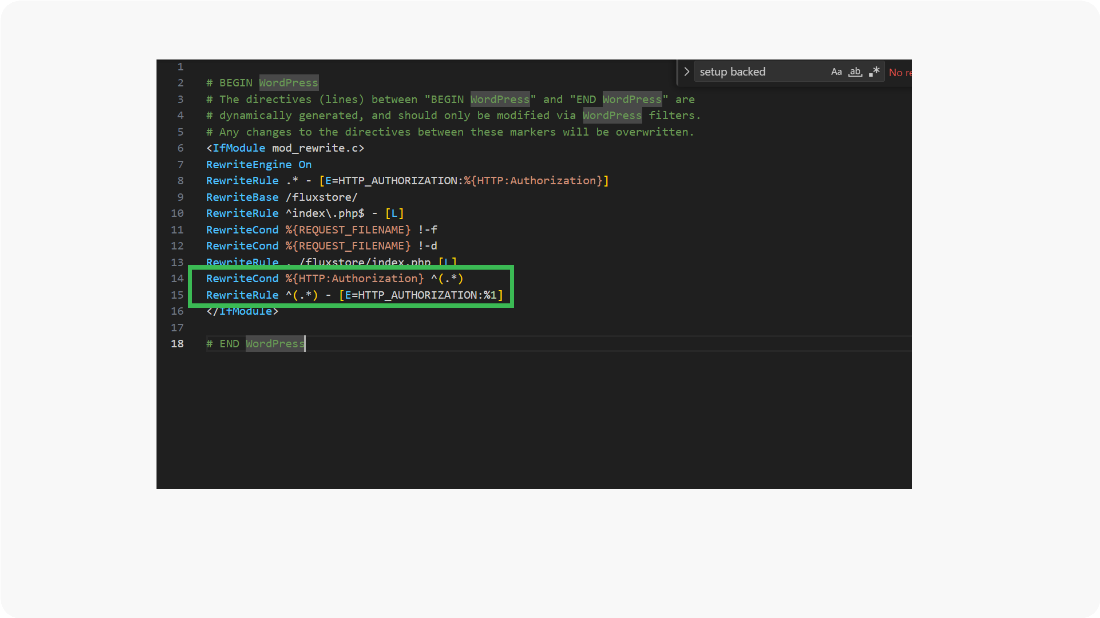 setup backed Aa ab .* No re
1
2 # BEGIN WordPress
3 # The directives (lines) between "BEGIN WordPress" and "END WordPress" are
4 # dynamically generated, and should only be modified via WordPress filters.
5 # Any changes to the directives between these markers will be overwritten.
6 <IfModule mod_rewrite.c>
7 RewriteEngine On
8 RewriteRule .* - [E=HTTP_AUTHORIZATION:%{HTTP:Authorization}]
9 RewriteBase /fluxstore/
10 RewriteRule ^index\.php$ - [L]
11 RewriteCond %{REQUEST_FILENAME} !-f
12 RewriteCond %{REQUEST_FILENAME} !-d
13 RewriteRule . /fluxstore/index.php [L]
14 RewriteCond %{HTTP:Authorization} ^(.*)
15 RewriteRule ^(.*) - [E=HTTP_AUTHORIZATION:%1]
16 </IfModule>
17
18 # END WordPress